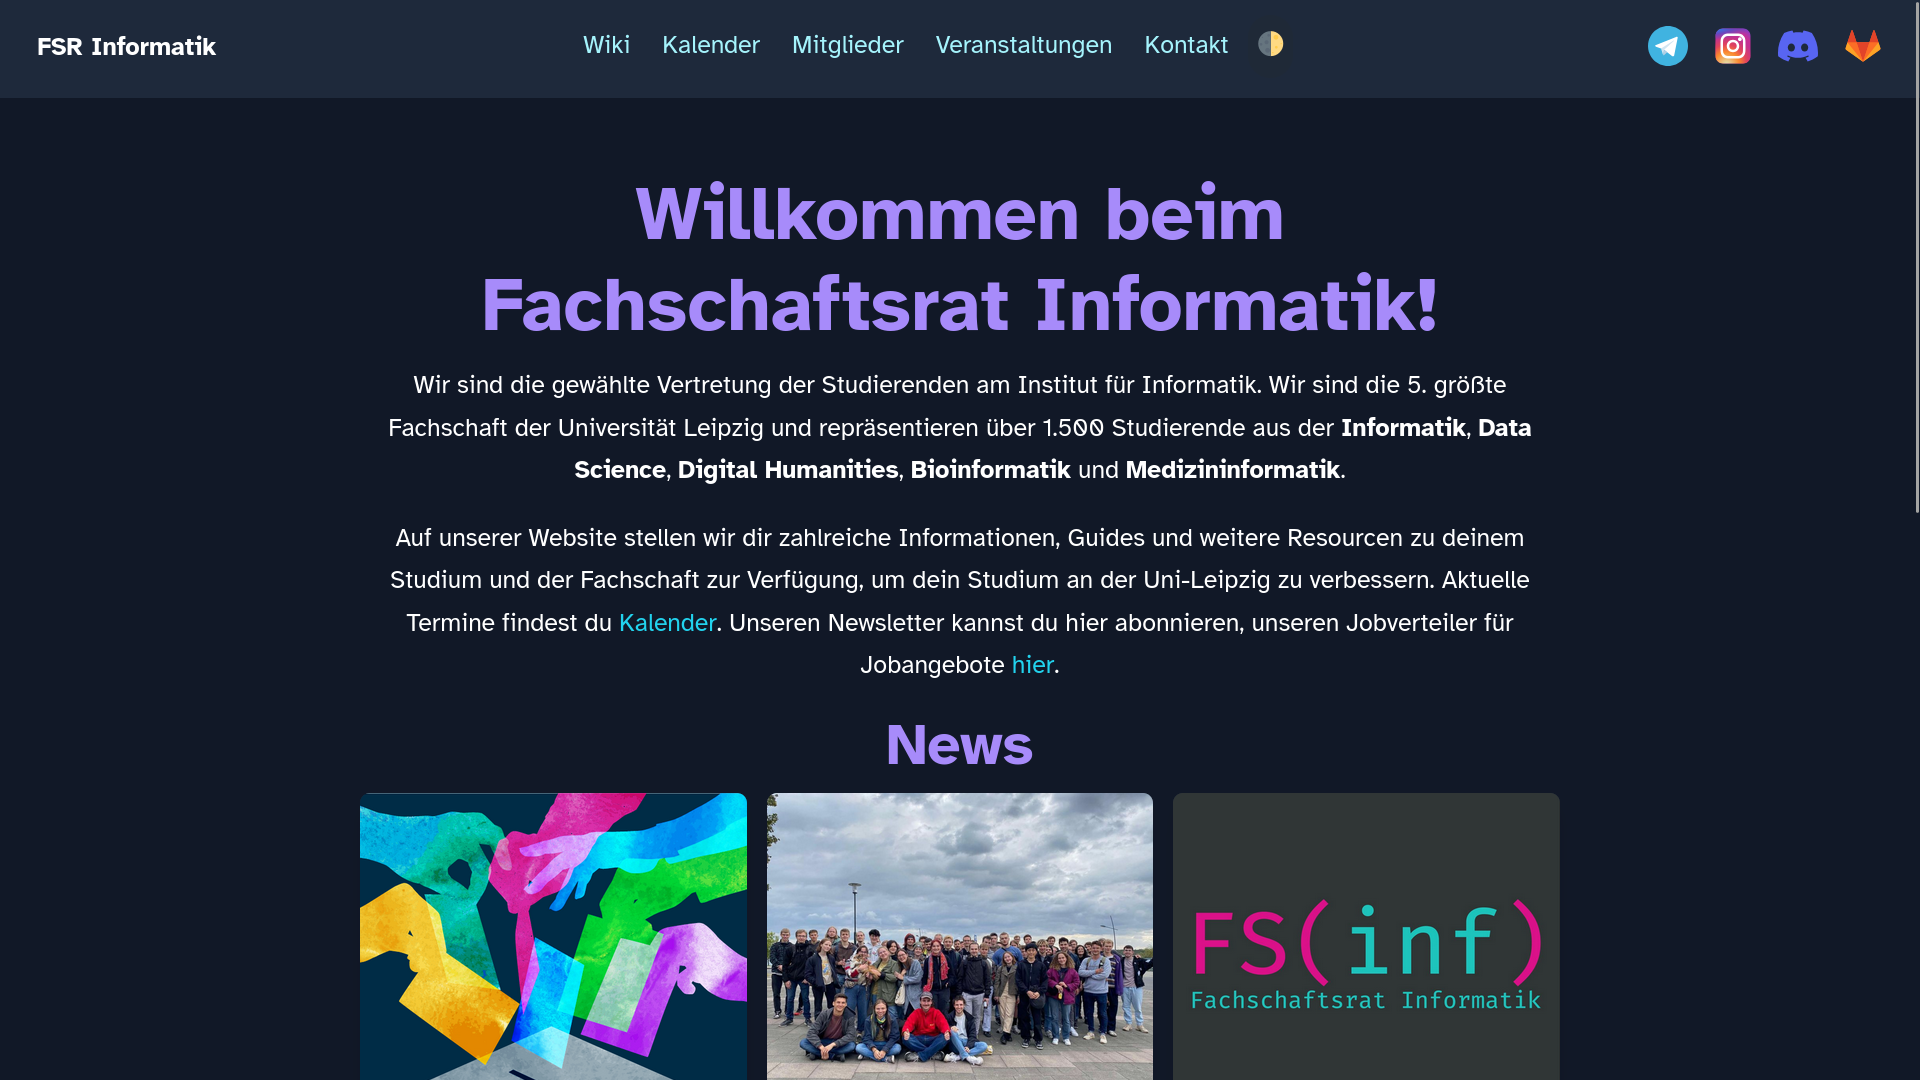 FSR Informatik
Wiki Kalender Mitglieder Veranstaltungen Kontakt
Willkommen beim
Fachschaftsrat Informatik!
Wir sind die gewählte Vertretung der Studierenden am Institut für Informatik. Wir sind die 5. größte
Fachschaft der Universität Leipzig und repräsentieren über 1.500 Studierende aus der Informatik, Data
Science, Digital Humanities, Bioinformatik und Medizininformatik.
Auf unserer Website stellen wir dir zahlreiche Informationen, Guides und weitere Resourcen zu deinem
Studium und der Fachschaft zur Verfügung, um dein Studium an der Uni-Leipzig zu verbessern. Aktuelle
Termine findest du Kalender. Unseren Newsletter kannst du hier abonnieren, unseren Jobverteiler für
Jobangebote hier.
News
FS(inf)
Fachschaftsrat Informatik